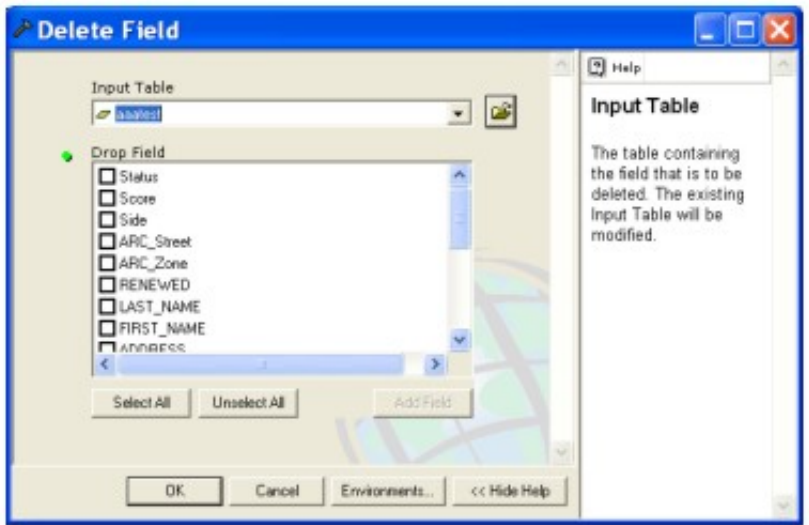 Delete Field
Input Table
aaatest
Drop Field
Status
Score
Side
ARC_Street
ARC_Zone
RENEWED
LAST_NAME
FIRST_NAME
ADDRESS
Select All
Unselect All
Add Field
OK
Cancel
Environments...
<< Hide Help
Help
Input Table
The table containing
the field that is to be
deleted. The existing
Input Table will be
modified.